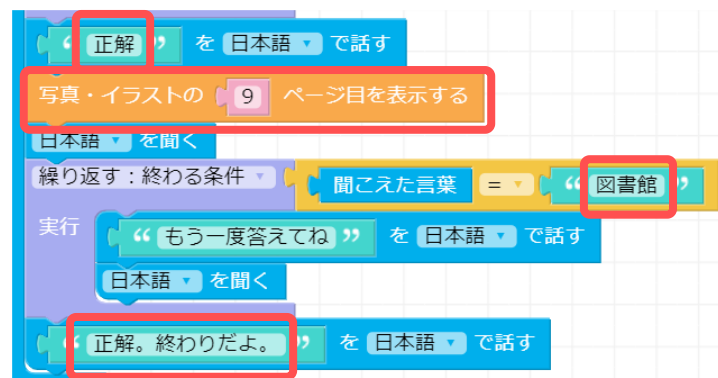 “ 正解 ” を 日本語 ▼ で話す
写真・イラストの 9 ページ目を表示する
日本語 ▼ を聞く
繰り返す：終わる条件 ▼ 聞こえた言葉 = ▼ “ 図書館 ”
実行 “ もう一度答えてね ” を 日本語 ▼ で話す
日本語 ▼ を聞く
“ 正解。終わりだよ。 ” を 日本語 ▼ で話す